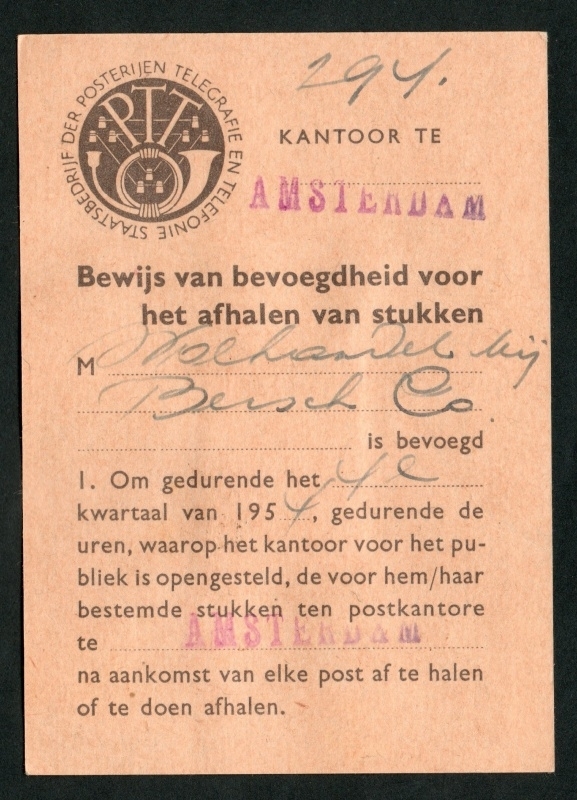 STAATSBEDRIJF DER POSTERIJEN TELEGRAFIE EN TELEFONIE
PTT
294.
KANTOOR TE
AMSTERDAM
Bewijs van bevoegdheid voor
het afhalen van stukken
M
Bersch Co
is bevoegd
1. Om gedurende het 4e
kwartaal van 1954, gedurende de
uren, waarop het kantoor voor het pu-
bliek is opengesteld, de voor hem/haar
bestemde stukken ten postkantore
te AMSTERDAM
na aankomst van elke post af te halen
of te doen afhalen.